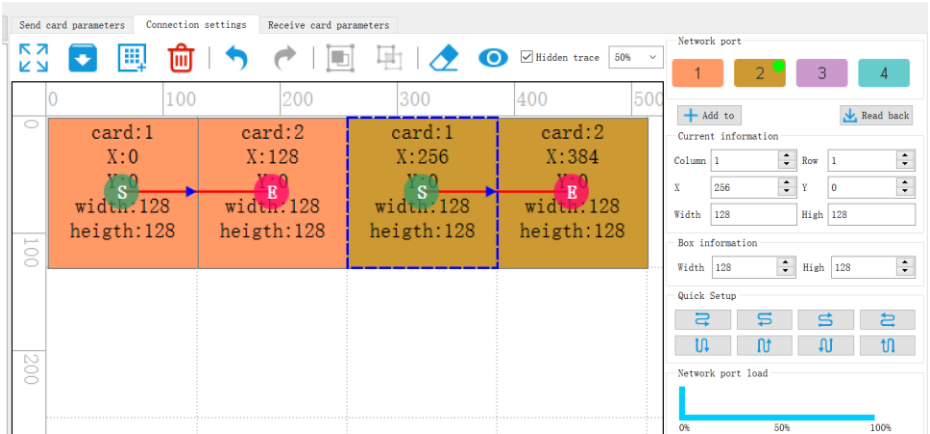 Send card parameters Connection settings Receive card parameters
Hidden trace 50%
Network port
1 2 3 4
0 100 200 300 400 500
Add to Read back
0
card:1 card:2 card:1 card:2
X:0 X:128 X:256 X:384
Y:0 Y:0 Y:0 Y:0
S E S E
width:128 width:128 width:128 width:128
heigth:128 heigth:128 heigth:128 heigth:128
100
200
Current information
Column 1 Row 1
X 256 Y 0
Width 128 High 128
Box information
Width 128 High 128
Quick Setup
Network port load
0% 50% 100%